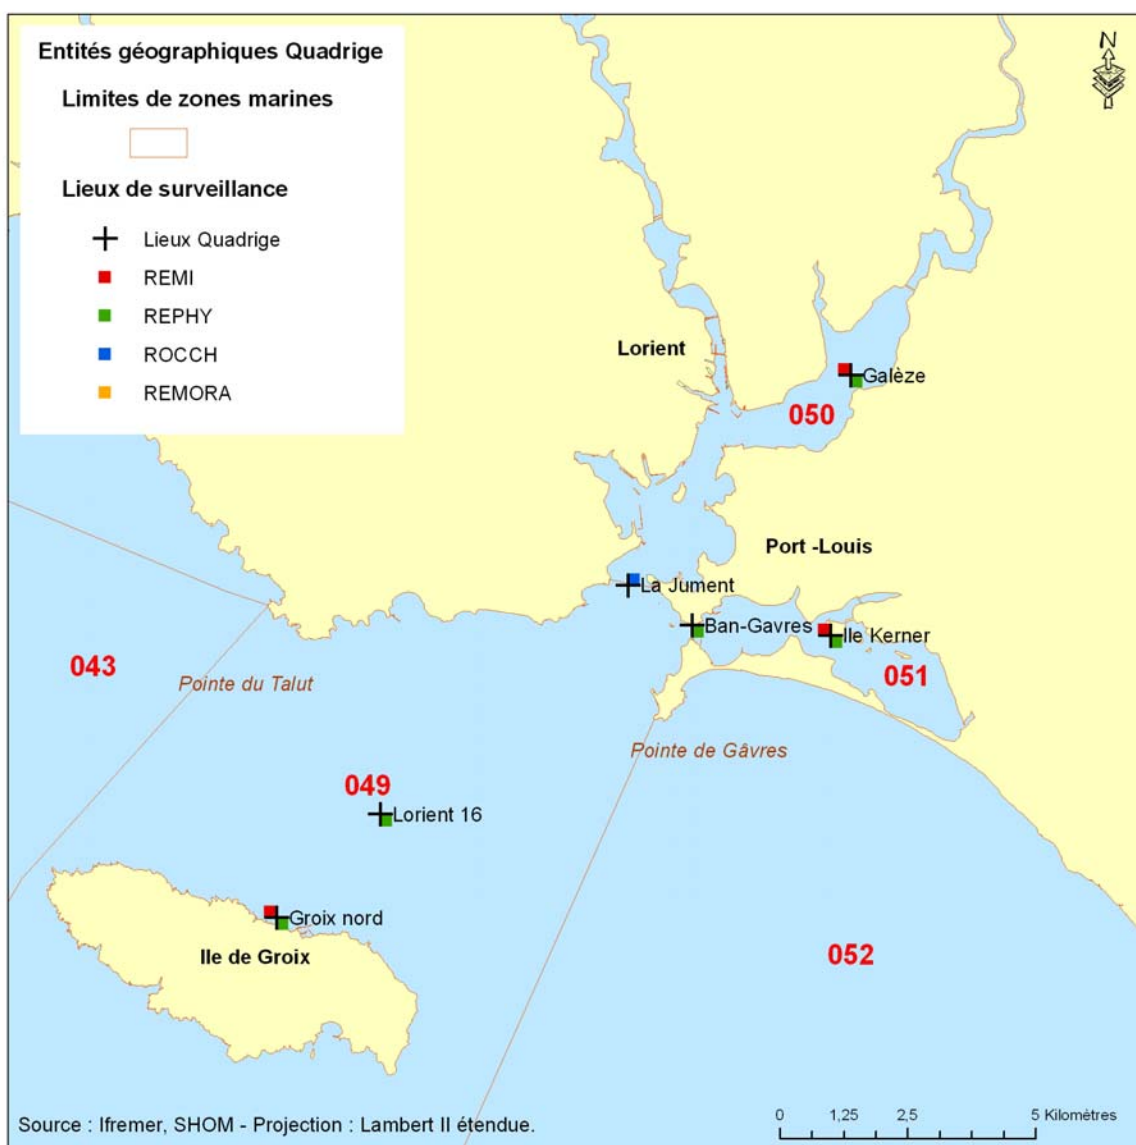 Entités géographiques Quadrige
Limites de zones marines
Lieux de surveillance
Lieux Quadrige
REMI
REPHY
ROCCH
REMORA
N
Lorient
Galèze
050
Port -Louis
La Jument
Ban-Gavres
Ile Kerner
043
051
Pointe du Talut
Pointe de Gâvres
049
Lorient 16
Groix nord
Ile de Groix
052
Source : Ifremer, SHOM - Projection : Lambert II étendue.
0 1,25 2,5 5 Kilomètres